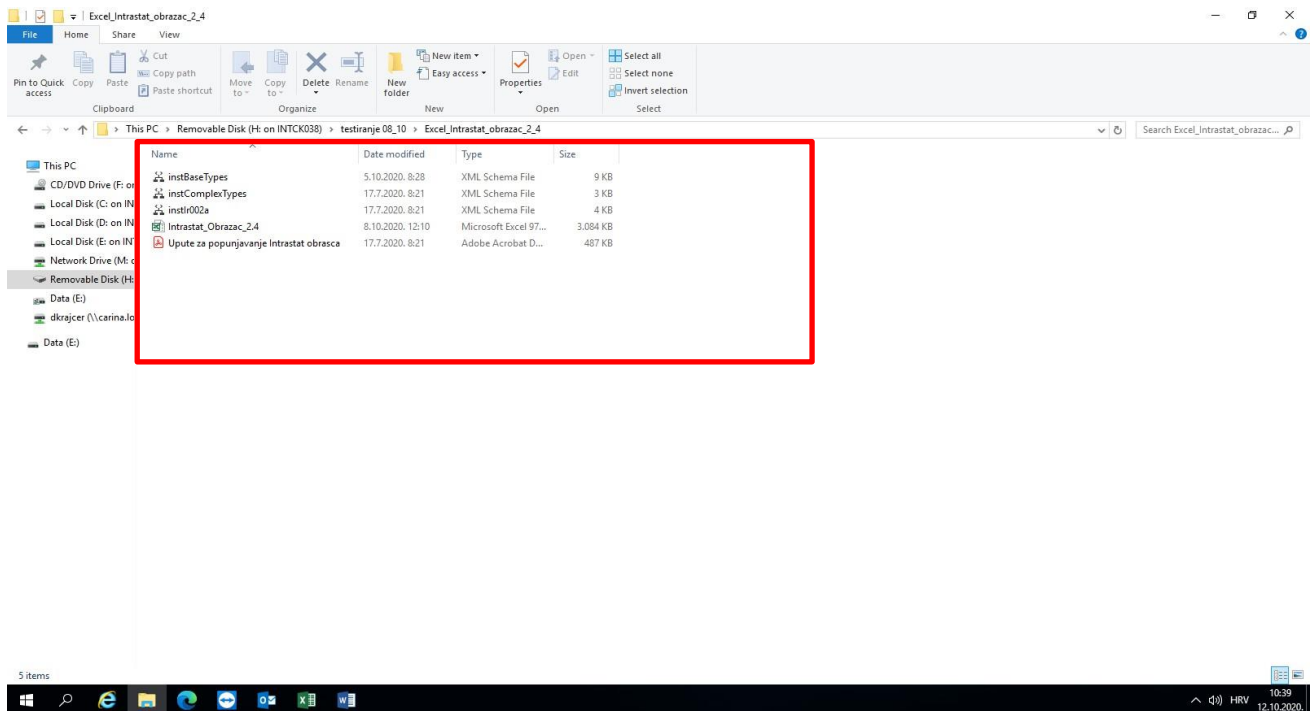 Excel_Intrastat_obrazac_2_4
File Home Share View
Pin to Quick access
Copy
Paste
Cut
Copy path
Paste shortcut
Clipboard
Move to
Copy to
Delete
Rename
Organize
New folder
New item
Easy access
New
Properties
Open
Edit
Open
Select all
Select none
Invert selection
Select
This PC > Removable Disk (H: on INTCK038) > testiranje 08_10 > Excel_Intrastat_obrazac_2_4
Search Excel_Intrastat_obrazac...
This PC
CD/DVD Drive (F: on
Local Disk (C: on IN
Local Disk (D: on IN
Local Disk (E: on IN
Network Drive (M: o
Removable Disk (H:
Data (E:)
dkrajcer (\\carina.lo
Data (E:)
Name Date modified Type Size
instBaseTypes 5.10.2020. 8:28 XML Schema File 9 KB
instComplexTypes 17.7.2020. 8:21 XML Schema File 3 KB
instIr002a 17.7.2020. 8:21 XML Schema File 4 KB
Intrastat_Obrazac_2.4 8.10.2020. 12:10 Microsoft Excel 97... 3.084 KB
Upute za popunjavanje Intrastat obrasca 17.7.2020. 8:21 Adobe Acrobat D... 487 KB
5 items
HRV
10:39
12.10.2020.